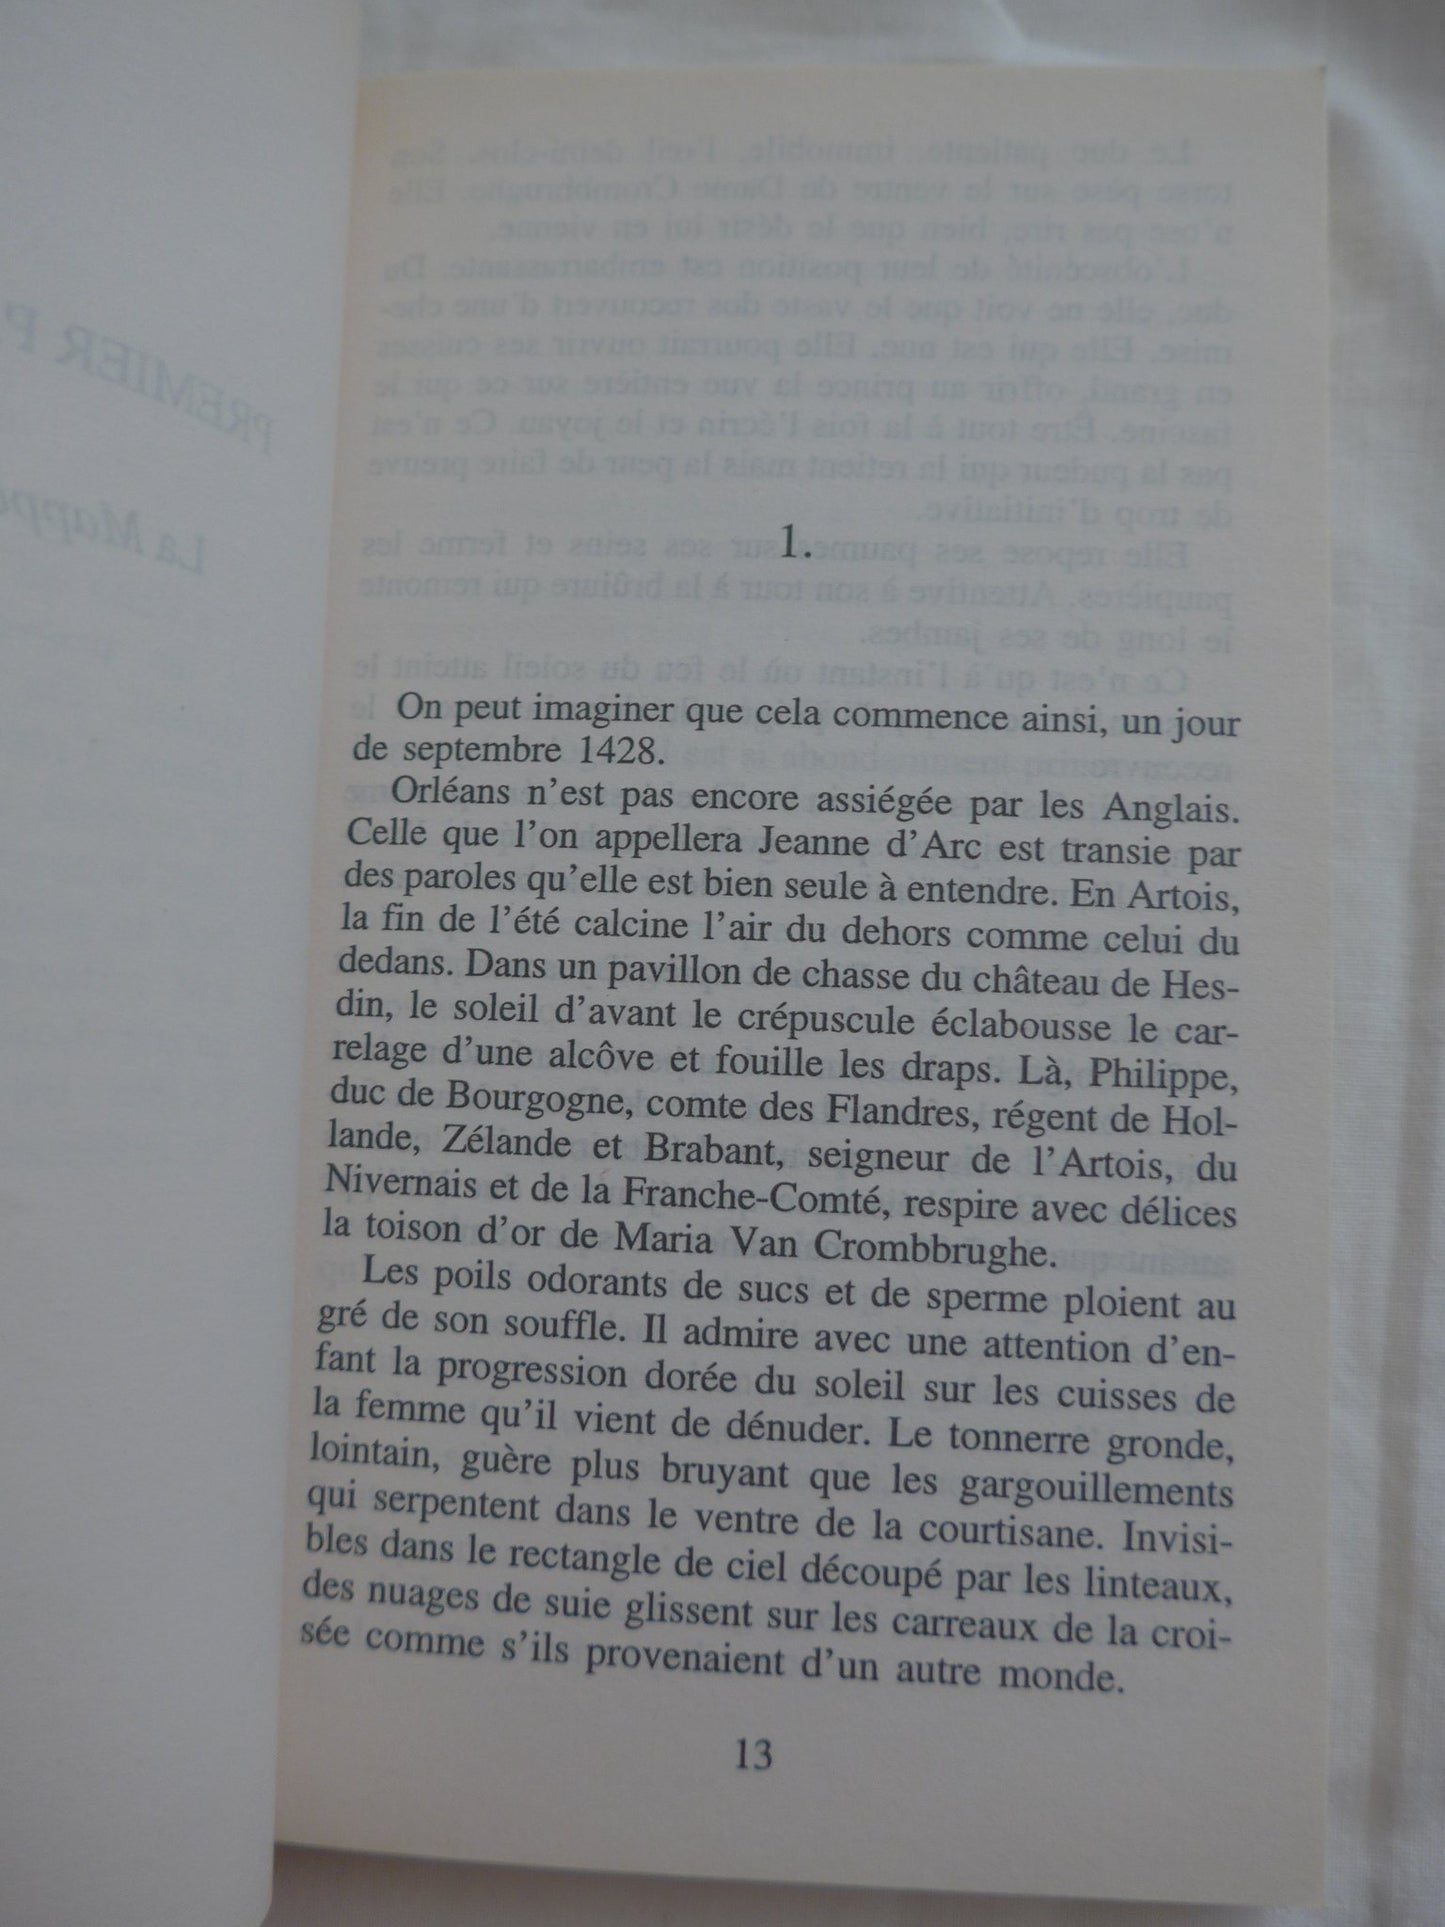 1.
On peut imaginer que cela commence ainsi, un jour
de septembre 1428.
Orléans n'est pas encore assiégée par les Anglais.
Celle que l'on appellera Jeanne d'Arc est transie par
des paroles qu'elle est bien seule à entendre. En Artois,
la fin de l'été calcine l'air du dehors comme celui du
dedans. Dans un pavillon de chasse du château de Hes-
din, le soleil d'avant le crépuscule éclabousse le car-
relage d'une alcôve et fouille les draps. Là, Philippe,
duc de Bourgogne, comte des Flandres, régent de Hol-
lande, Zélande et Brabant, seigneur de l'Artois, du
Nivernais et de la Franche-Comté, respire avec délices
la toison d'or de Maria Van Crombbrughe.
Les poils odorants de sucs et de sperme ploient au
gré de son souffle. Il admire avec une attention d'en-
fant la progression dorée du soleil sur les cuisses de
la femme qu'il vient de dénuder. Le tonnerre gronde,
lointain, guère plus bruyant que les gargouillements
qui serpentent dans le ventre de la courtisane. Invisi-
bles dans le rectangle de ciel découpé par les linteaux,
des nuages de suie glissent sur les carreaux de la croi-
sée comme s'ils provenaient d'un autre monde.
13